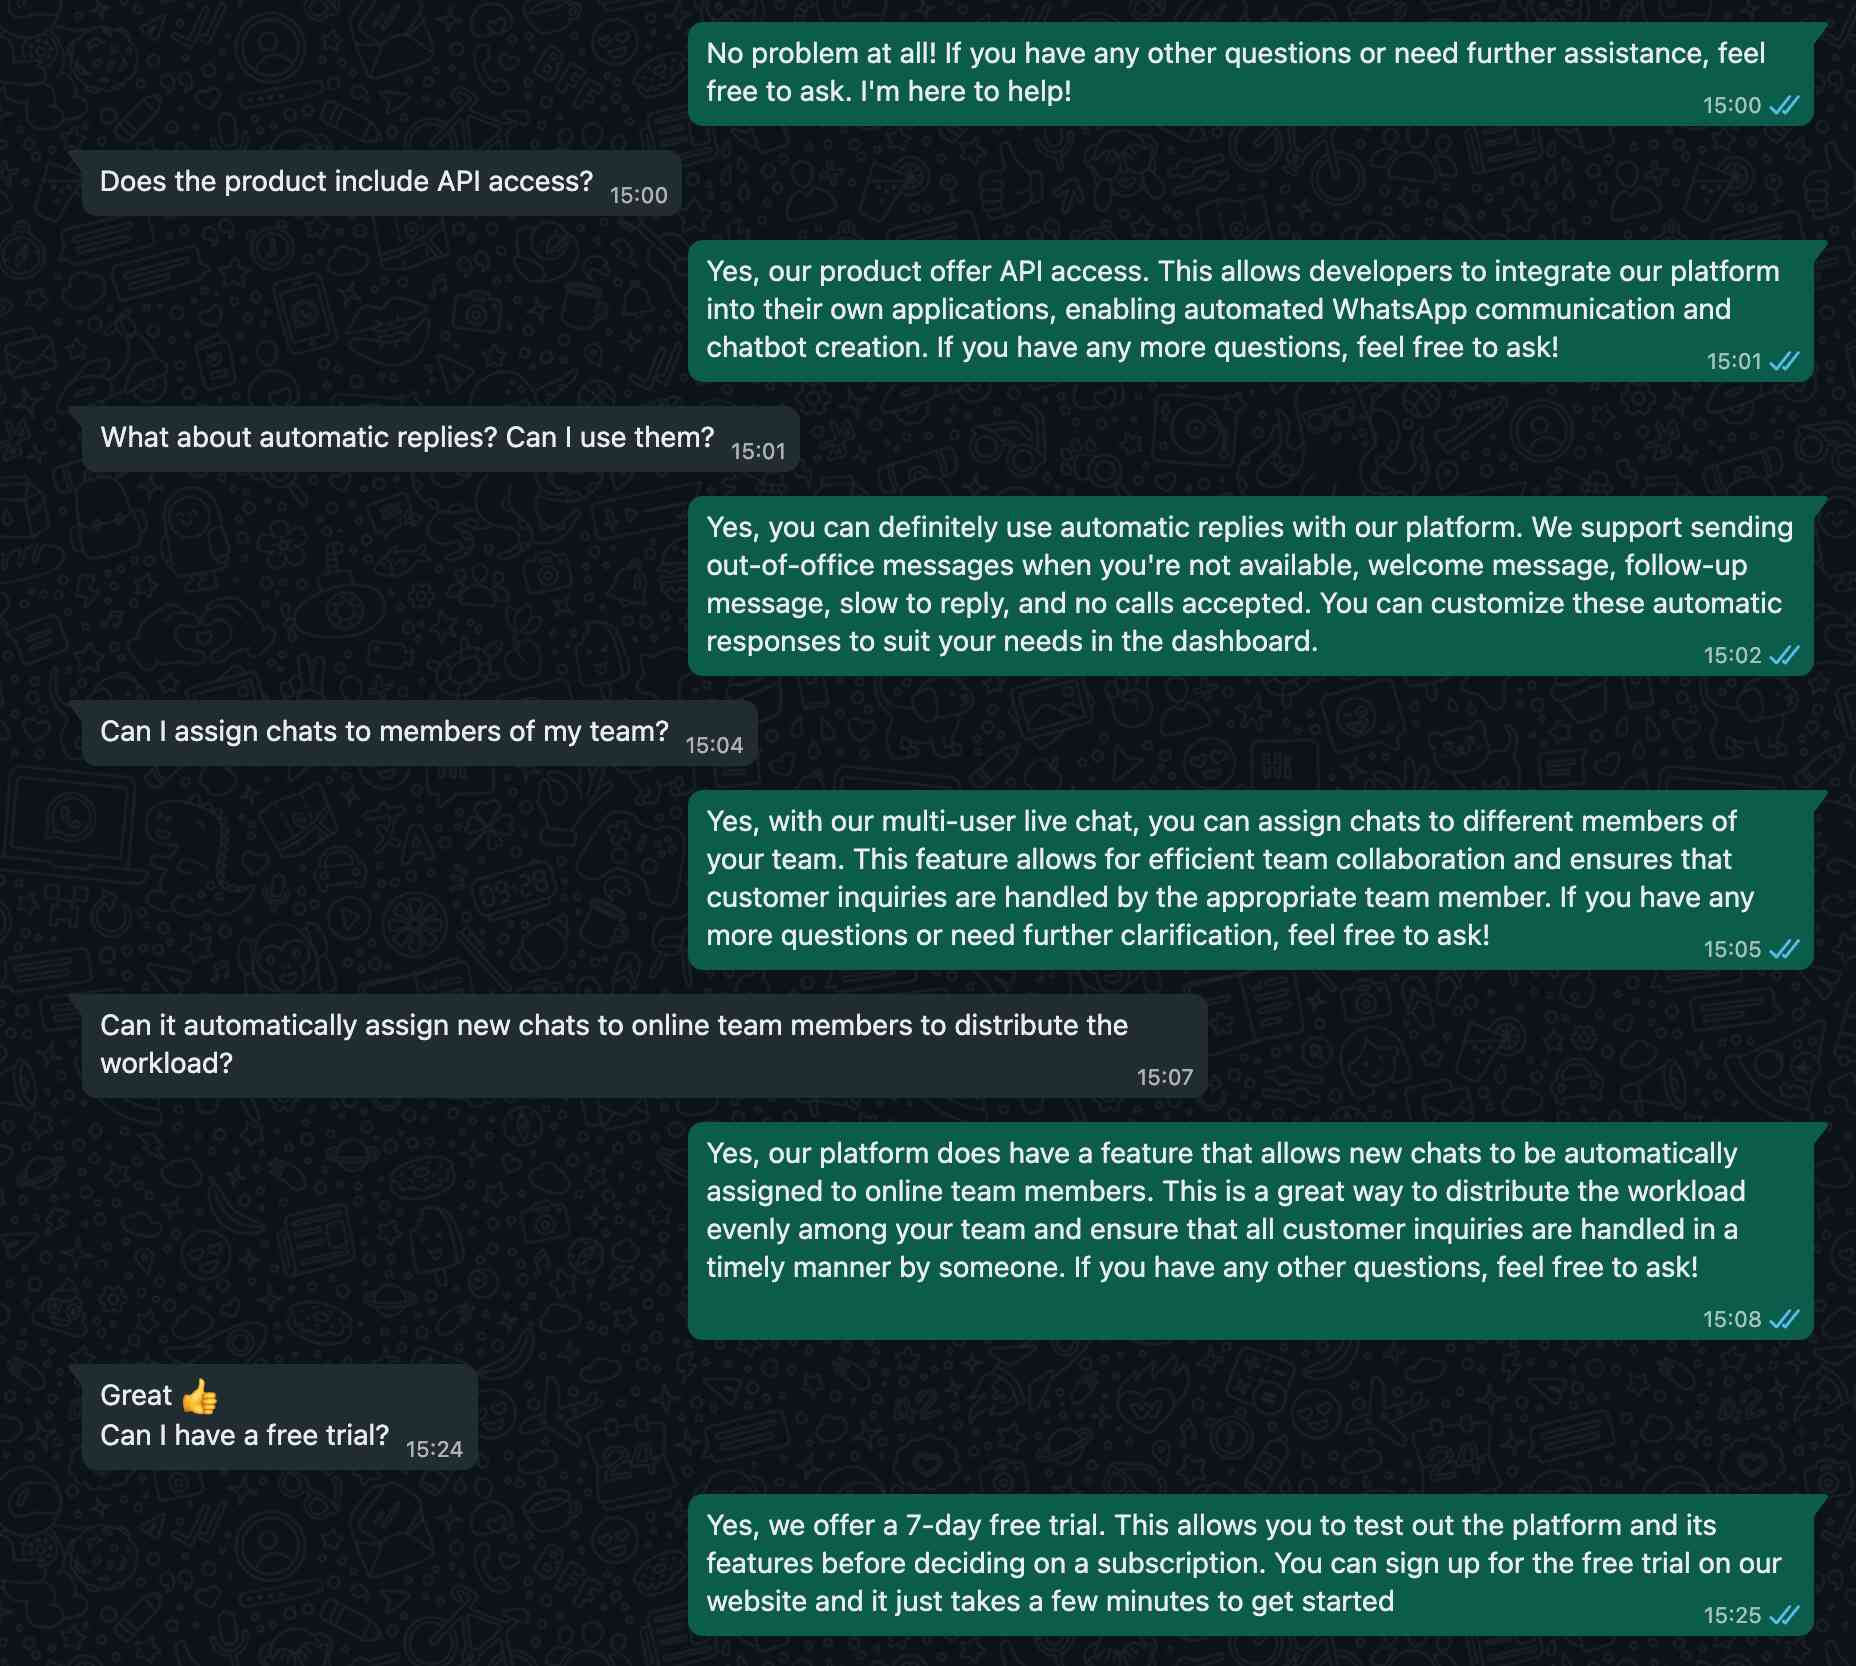 No problem at all! If you have any other questions or need further assistance, feel
free to ask. I'm here to help!
15:00
Does the product include API access?
15:00
Yes, our product offer API access. This allows developers to integrate our platform
into their own applications, enabling automated WhatsApp communication and
chatbot creation. If you have any more questions, feel free to ask!
15:01
What about automatic replies? Can I use them?
15:01
Yes, you can definitely use automatic replies with our platform. We support sending
out-of-office messages when you're not available, welcome message, follow-up
message, slow to reply, and no calls accepted. You can customize these automatic
responses to suit your needs in the dashboard.
15:02
Can I assign chats to members of my team?
15:04
Yes, with our multi-user live chat, you can assign chats to different members of
your team. This feature allows for efficient team collaboration and ensures that
customer inquiries are handled by the appropriate team member. If you have any
more questions or need further clarification, feel free to ask!
15:05
Can it automatically assign new chats to online team members to distribute the
workload?
15:07
Yes, our platform does have a feature that allows new chats to be automatically
assigned to online team members. This is a great way to distribute the workload
evenly among your team and ensure that all customer inquiries are handled in a
timely manner by someone. If you have any other questions, feel free to ask!
15:08
Great 👍
Can I have a free trial?
15:24
Yes, we offer a 7-day free trial. This allows you to test out the platform and its
features before deciding on a subscription. You can sign up for the free trial on our
website and it just takes a few minutes to get started
15:25